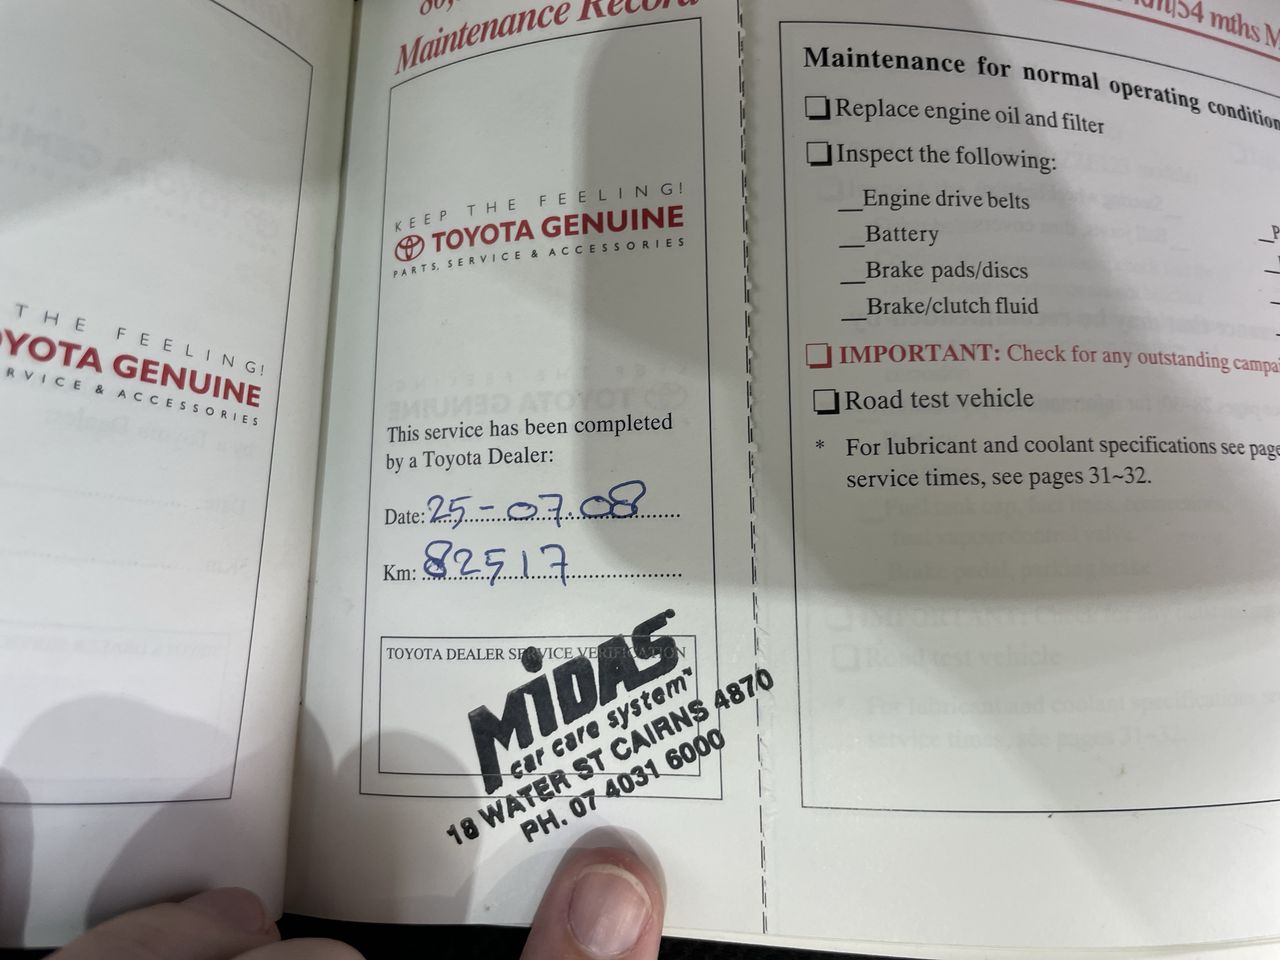 THE FEELING!
TOYOTA GENUINE
SERVICE & ACCESSORIES
Maintenance Record
KEEP THE FEELING!
TOYOTA GENUINE
PARTS, SERVICE & ACCESSORIES
This service has been completed
by a Toyota Dealer:
Date: 25-07.08
Km: 82517
TOYOTA DEALER SERVICE VERIFICATION
MIDAS
car care system™
18 WATER ST CAIRNS 4870
PH. 07 4031 6000
54 mths
Maintenance for normal operating condition
Replace engine oil and filter
Inspect the following:
Engine drive belts
Battery
Brake pads/discs
Brake/clutch fluid
IMPORTANT: Check for any outstanding campa
Road test vehicle
* For lubricant and coolant specifications see page
service times, see pages 31~32.